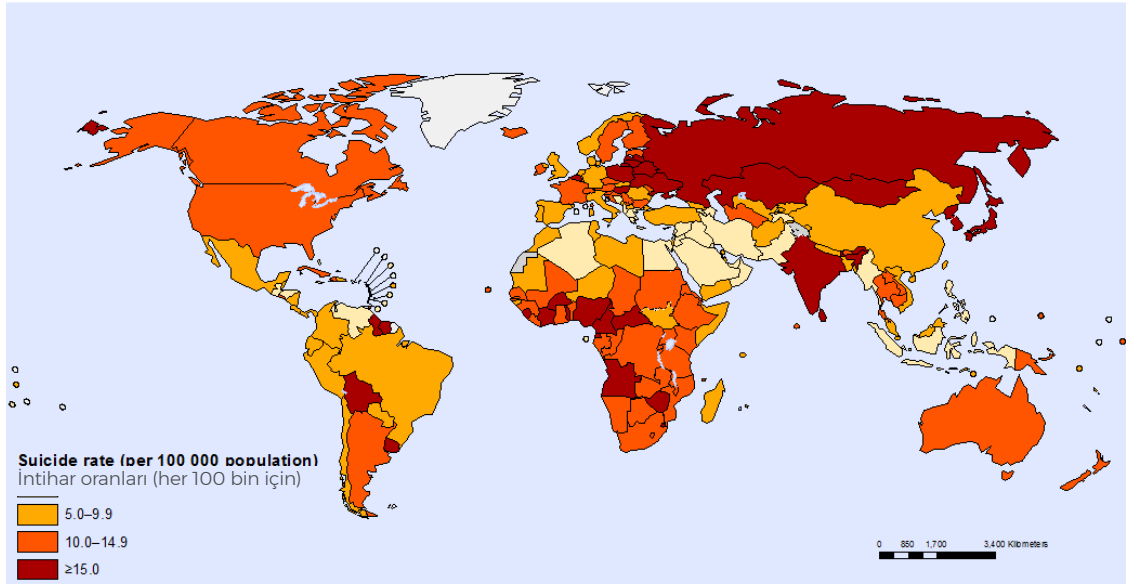 Suicide rate (per 100 000 population)
İntihar oranları (her 100 bin için)
5.0–9.9
10.0–14.9
≥15.0
0 850 1,700 3,400 Kilometers